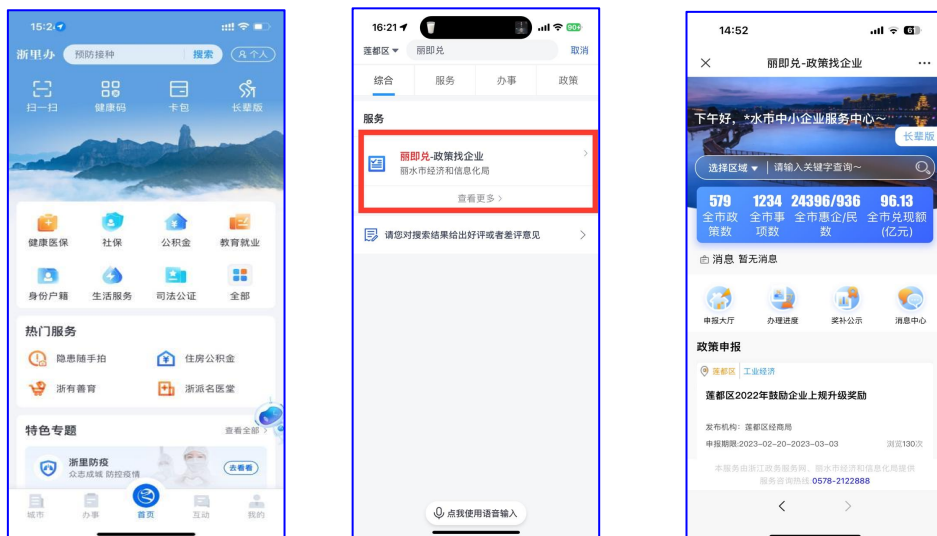 15:2
浙里办
预防接种
搜索
个人
扫一扫
健康码
卡包
长辈版
健康医保
社保
公积金
教育就业
身份户籍
生活服务
司法公证
全部
热门服务
隐患随手拍
住房公积金
浙有善育
浙派名医堂
特色专题
查看全部
浙里防疫
众志成城 防控疫情
去看看
城市
办事
首页
互动
我的
16:21
90+
莲都区
丽即兑
取消
综合
服务
办事
政策
服务
丽即兑-政策找企业
丽水市经济和信息化局
查看更多
请您对搜索结果给出好评或者差评意见
点我使用语音输入
14:52
丽即兑-政策找企业
下午好，*水市中小企业服务中心~
长辈版
选择区域
请输入关键字查询~
579
1234
24396/936
96.13
全市政策数
全市事项数
全市惠企/民数
全市兑现额(亿元)
消息 暂无消息
申报大厅
办理进度
奖补公示
消息中心
政策申报
莲都区
工业经济
莲都区2022年鼓励企业上规升级奖励
发布机构：莲都区经商局
申报期限:2023-02-20-2023-03-03
浏览130次
本服务由浙江政务服务网、丽水市经济和信息化局提供
服务咨询热线:0578-2122888